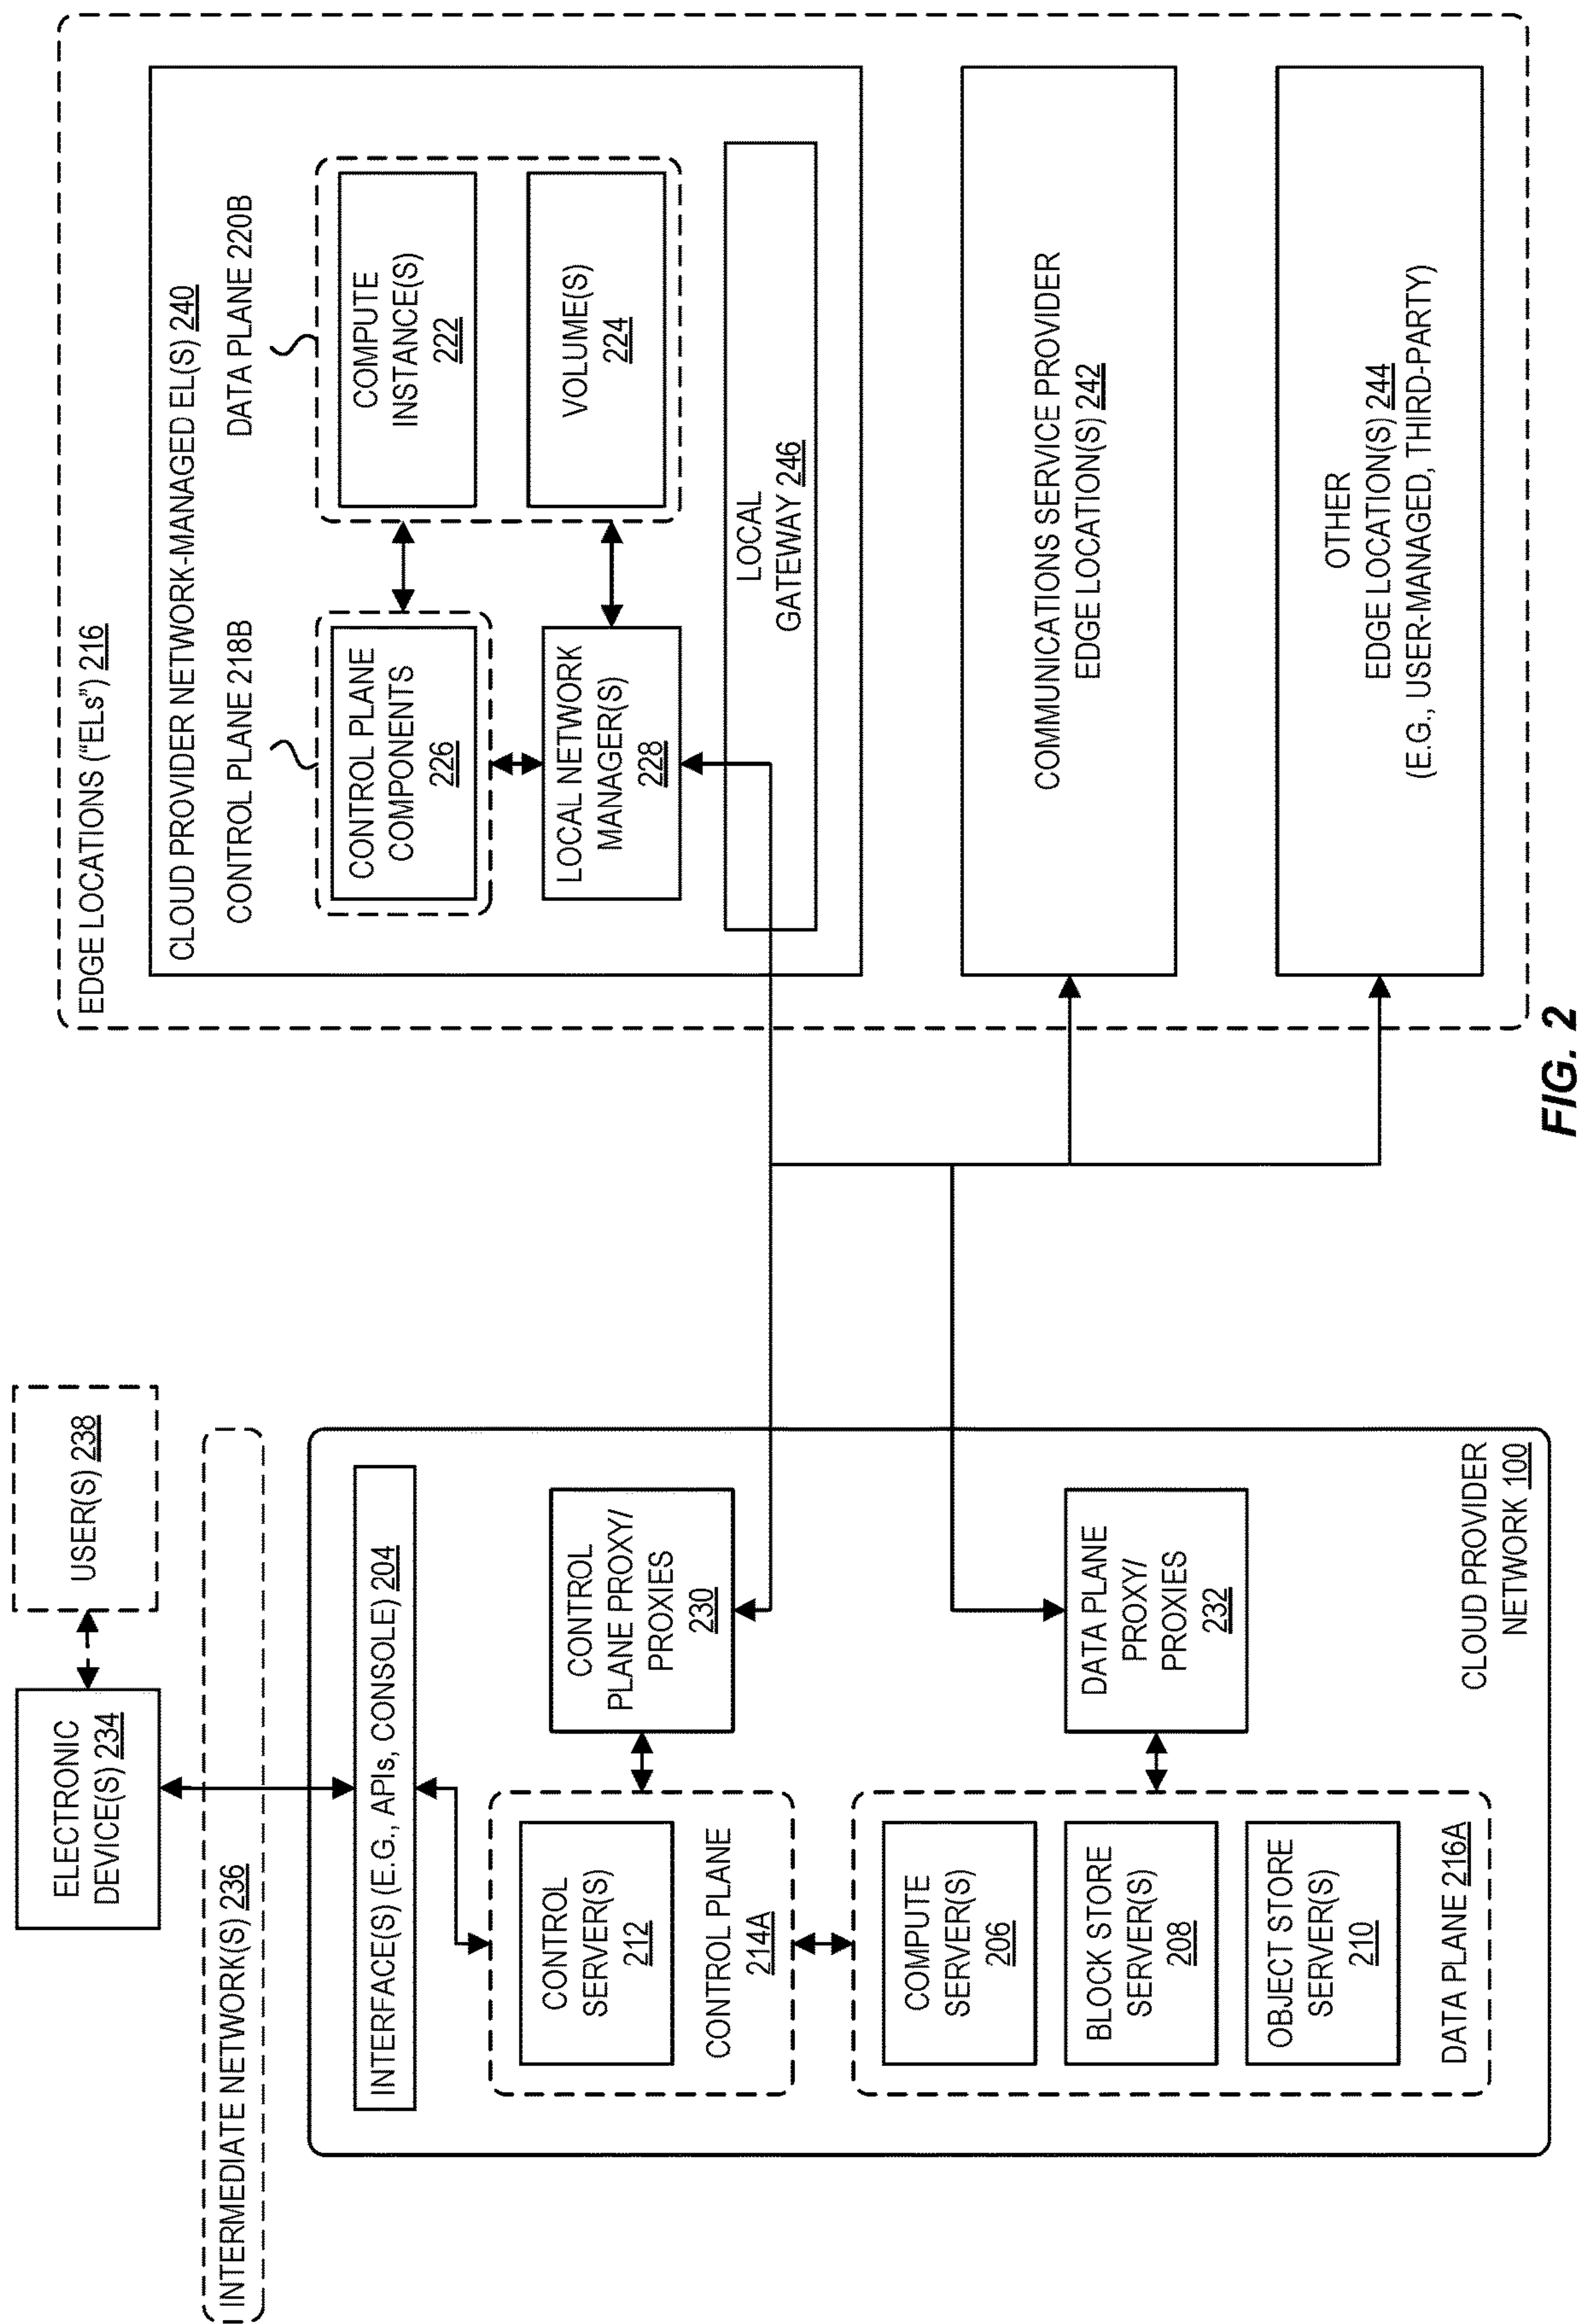 ELECTRONIC
DEVICE(S) 234
USER(S) 238
INTERMEDIATE NETWORK(S) 236
INTERFACE(S) (E.G., APIs, CONSOLE) 204
CONTROL
SERVER(S)
212
CONTROL PLANE
214A
CONTROL
PLANE PROXY/
PROXIES
230
COMPUTE
SERVER(S)
206
BLOCK STORE
SERVER(S)
208
OBJECT STORE
SERVER(S)
210
DATA PLANE 216A
DATA PLANE
PROXY/
PROXIES
232
CLOUD PROVIDER
NETWORK 100
EDGE LOCATIONS (“ELs”) 216
CLOUD PROVIDER NETWORK-MANAGED EL(S) 240
CONTROL PLANE 218B
DATA PLANE 220B
CONTROL PLANE
COMPONENTS
226
COMPUTE
INSTANCE(S)
222
LOCAL NETWORK
MANAGER(S)
228
VOLUME(S)
224
LOCAL
GATEWAY 246
COMMUNICATIONS SERVICE PROVIDER
EDGE LOCATION(S) 242
OTHER
EDGE LOCATION(S) 244
(E.G., USER-MANAGED, THIRD-PARTY)
FIG. 2